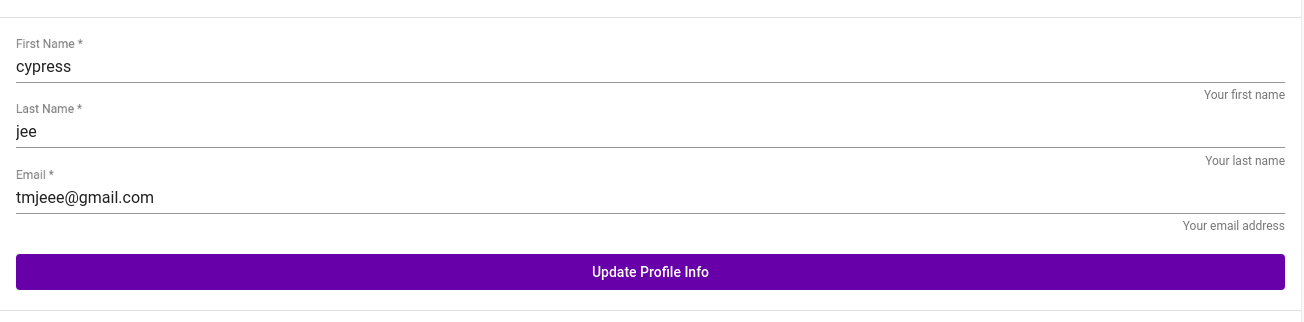 First Name *
cypress
Your first name
Last Name *
jee
Your last name
Email *
tmjeee@gmail.com
Your email address
Update Profile Info